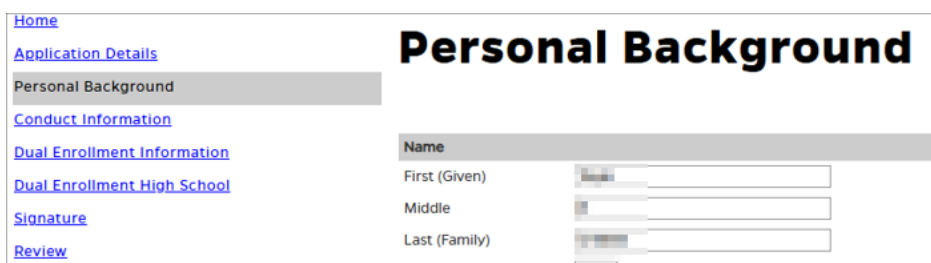 Home
Application Details
Personal Background
Conduct Information
Dual Enrollment Information
Dual Enrollment High School
Signature
Review
Personal Background
Name
First (Given)
Middle
Last (Family)